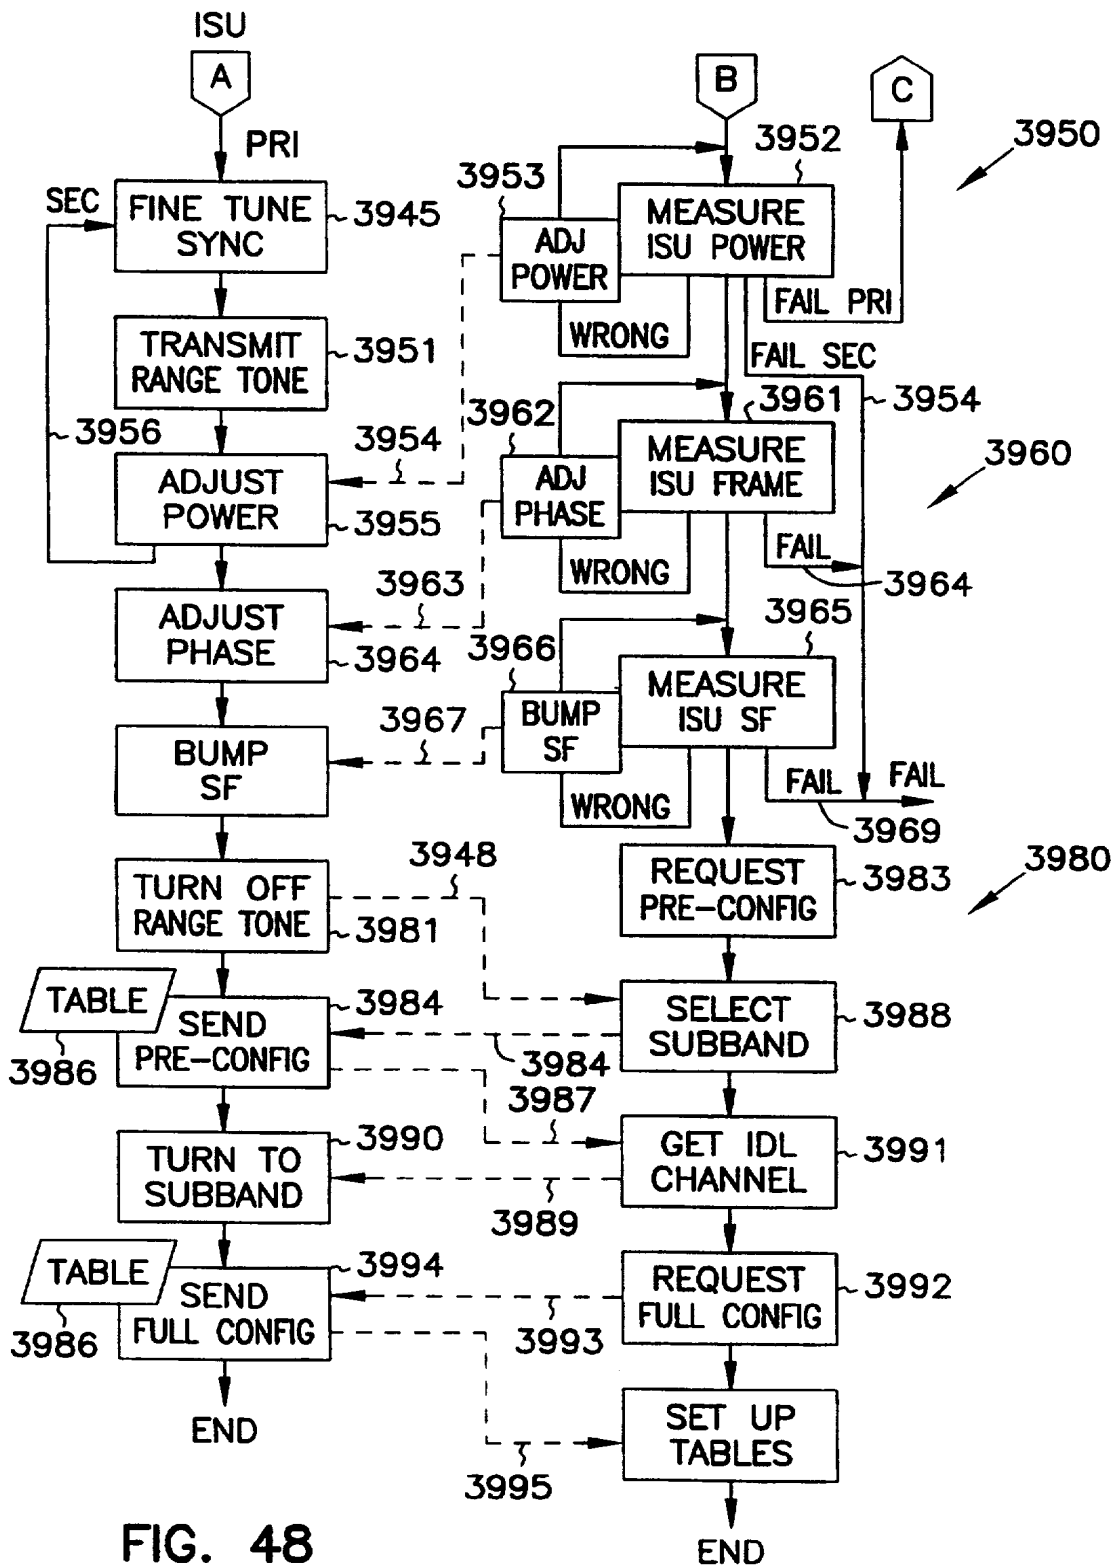 ISU
A
B
C
PRI
3952
3950
3953
SEC
FINE TUNE
SYNC
3945
MEASURE
ISU POWER
ADJ
POWER
FAIL PRI
WRONG
TRANSMIT
RANGE TONE
3951
FAIL SEC
3962
3961
3954
3956
3954
3960
ADJUST
POWER
3955
MEASURE
ISU FRAME
ADJ
PHASE
FAIL
WRONG
3964
3963
3965
ADJUST
PHASE
3964
3966
MEASURE
ISU SF
3967
BUMP
SF
BUMP
SF
FAIL
FAIL
WRONG
3969
3948
3980
TURN OFF
RANGE TONE
3981
REQUEST
PRE-CONFIG
3983
TABLE
3984
SEND
PRE-CONFIG
3986
SELECT
SUBBAND
3988
3984
3987
3990
TURN TO
SUBBAND
GET IDL
CHANNEL
3991
3989
TABLE
3994
SEND
FULL CONFIG
3986
REQUEST
FULL CONFIG
3992
3993
END
SET UP
TABLES
3995
FIG. 48
END